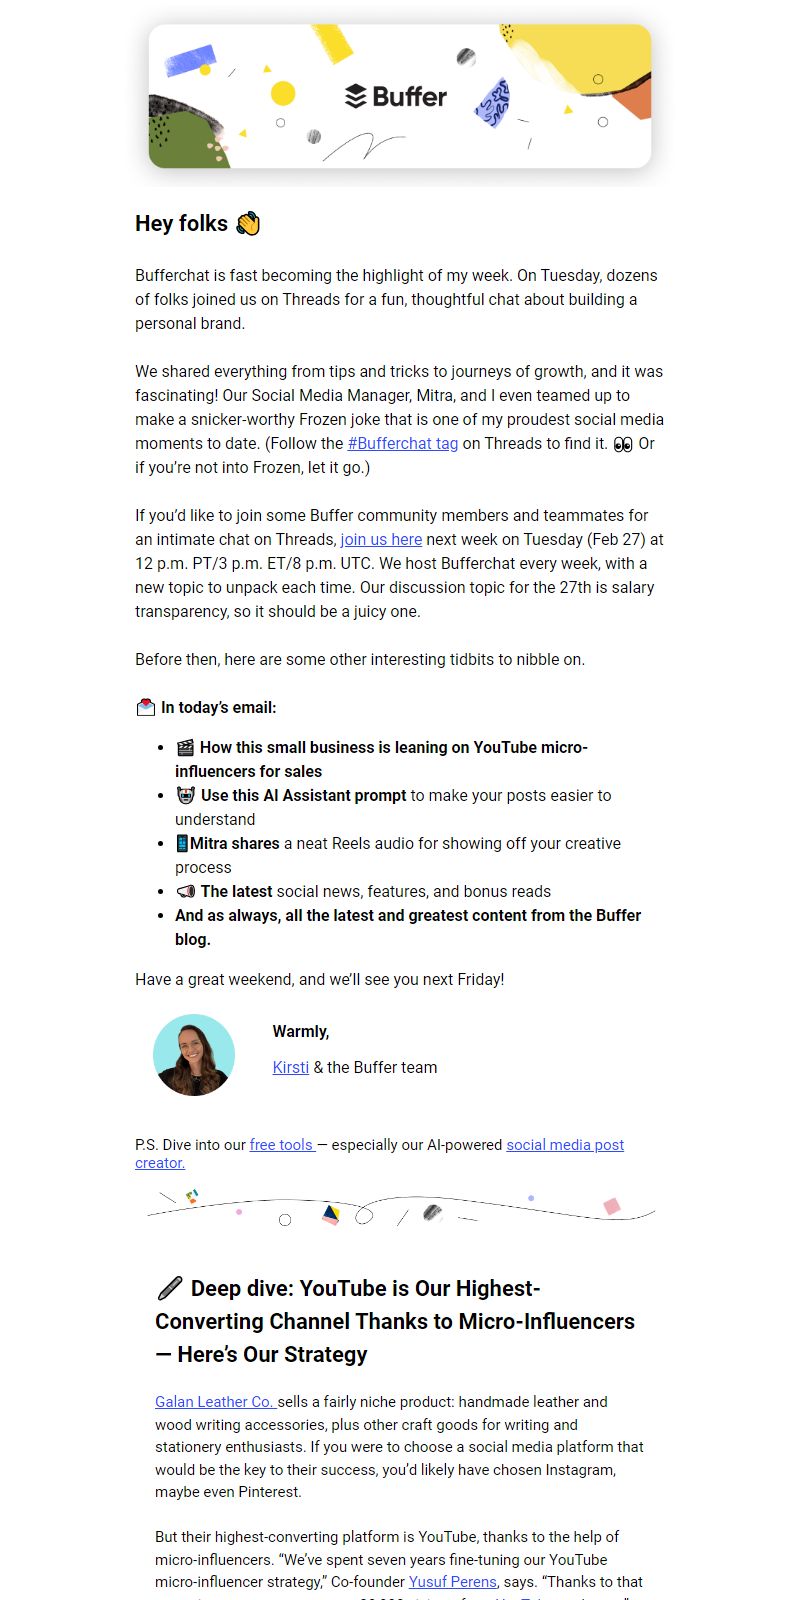 Buffer
Hey folks 👋
Bufferchat is fast becoming the highlight of my week. On Tuesday, dozens
of folks joined us on Threads for a fun, thoughtful chat about building a
personal brand.
We shared everything from tips and tricks to journeys of growth, and it was
fascinating! Our Social Media Manager, Mitra, and I even teamed up to
make a snicker-worthy Frozen joke that is one of my proudest social media
moments to date. (Follow the #Bufferchat tag on Threads to find it. 👀 Or
if you’re not into Frozen, let it go.)
If you’d like to join some Buffer community members and teammates for
an intimate chat on Threads, join us here next week on Tuesday (Feb 27) at
12 p.m. PT/3 p.m. ET/8 p.m. UTC. We host Bufferchat every week, with a
new topic to unpack each time. Our discussion topic for the 27th is salary
transparency, so it should be a juicy one.
Before then, here are some other interesting tidbits to nibble on.
💌 In today’s email:
• 🎬 How this small business is leaning on YouTube micro-
influencers for sales
• 🤖 Use this AI Assistant prompt to make your posts easier to
understand
• 📱Mitra shares a neat Reels audio for showing off your creative
process
• 📣 The latest social news, features, and bonus reads
• And as always, all the latest and greatest content from the Buffer
blog.
Have a great weekend, and we’ll see you next Friday!
Warmly,
Kirsti & the Buffer team
P.S. Dive into our free tools — especially our AI-powered social media post
creator.
🖊 Deep dive: YouTube is Our Highest-
Converting Channel Thanks to Micro-Influencers
— Here’s Our Strategy
Galan Leather Co. sells a fairly niche product: handmade leather and
wood writing accessories, plus other craft goods for writing and
stationery enthusiasts. If you were to choose a social media platform that
would be the key to their success, you’d likely have chosen Instagram,
maybe even Pinterest.
But their highest-converting platform is YouTube, thanks to the help of
micro-influencers. “We’ve spent seven years fine-tuning our YouTube
micro-influencer strategy,” Co-founder Yusuf Perens, says. “Thanks to that